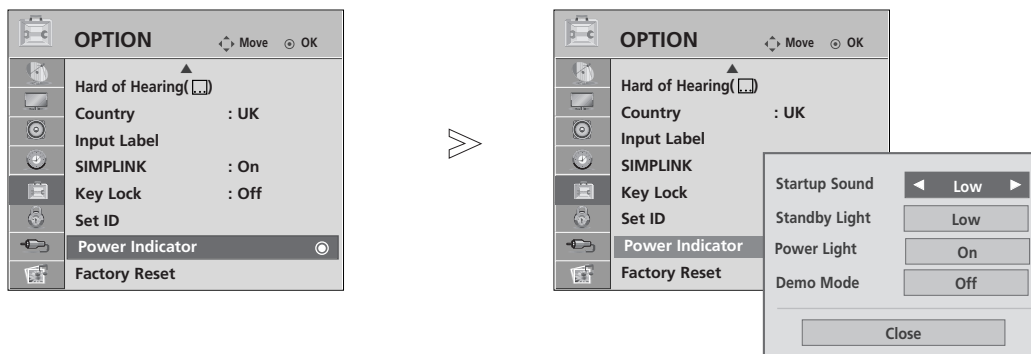 OPTION Move OK
Hard of Hearing( )
Country : UK
Input Label
SIMPLINK : On
Key Lock : Off
Set ID
Power Indicator
Factory Reset
OPTION Move OK
Hard of Hearing( )
Country : UK
Input Label
SIMPLINK
Key Lock
Set ID
Power Indicator
Factory Reset
Startup Sound ◄ Low ►
Standby Light Low
Power Light On
Demo Mode Off
Close